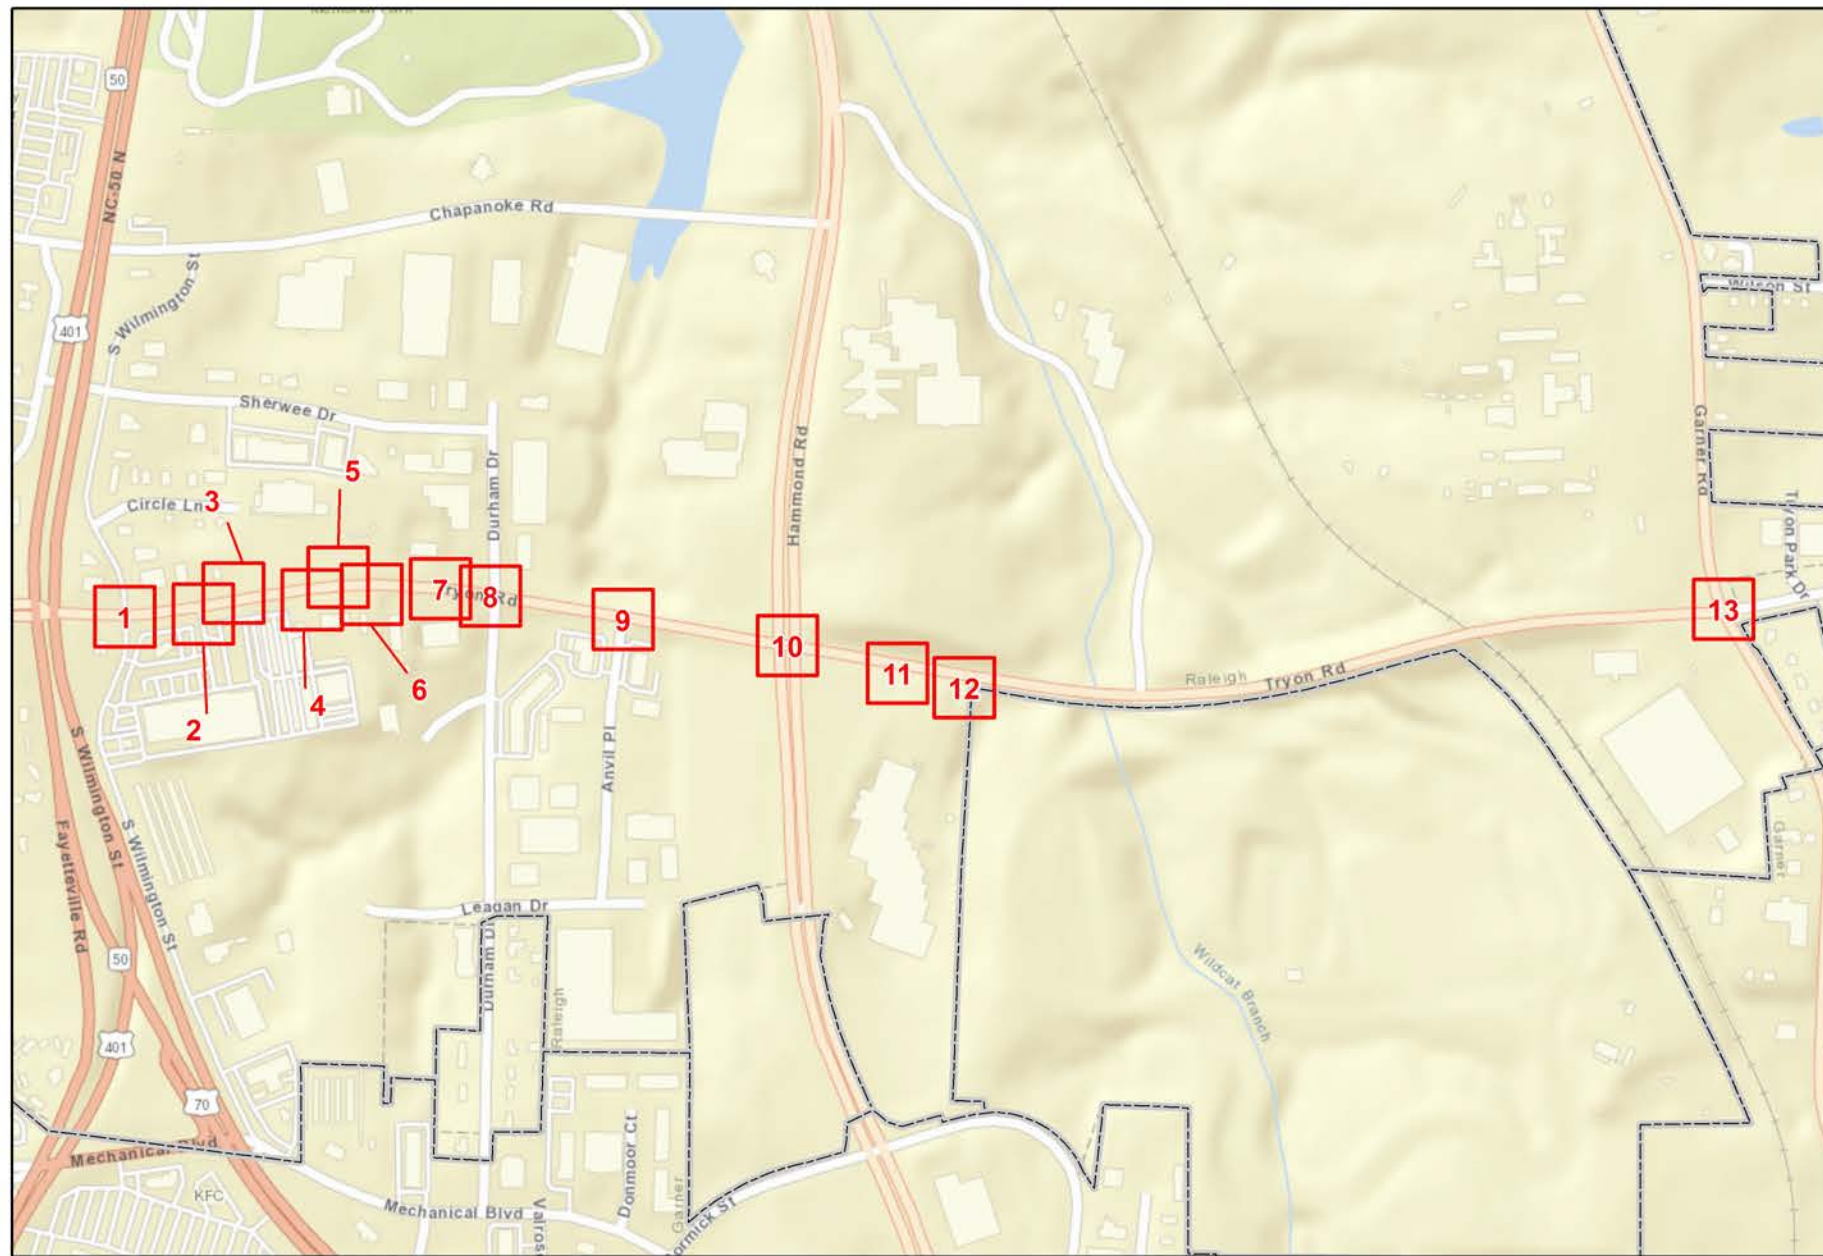 50
NC-50 N
Chapanoke Rd
S Wilmington St
401
Wilson St
Sherwee Dr
Garner Rd
Hammond Rd
Durham Dr
5
3
Circle Ln
Tryon Park Dr
1
7
Tryon Rd
8
9
10
13
11
12
2
4
6
Raleigh
Tryon Rd
Anvil Pl
S Wilmington St
S Wilmington St
Fayetteville Rd
Garner
Leagan Dr
Durham Dr
50
Wildcat Branch
Raleigh
401
70
Mechanical Blvd
KFC
Mechanical Blvd
Donmoor Ct
Garner